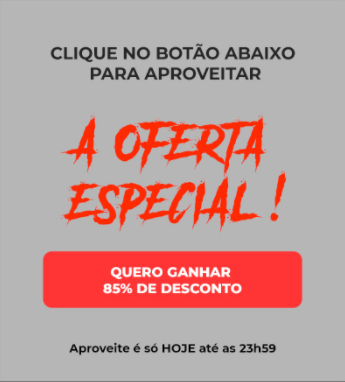 CLIQUE NO BOTÃO ABAIXO
PARA APROVEITAR
A OFERTA
ESPECIAL!
QUERO GANHAR
85% DE DESCONTO
Aproveite é só HOJE até as 23h59